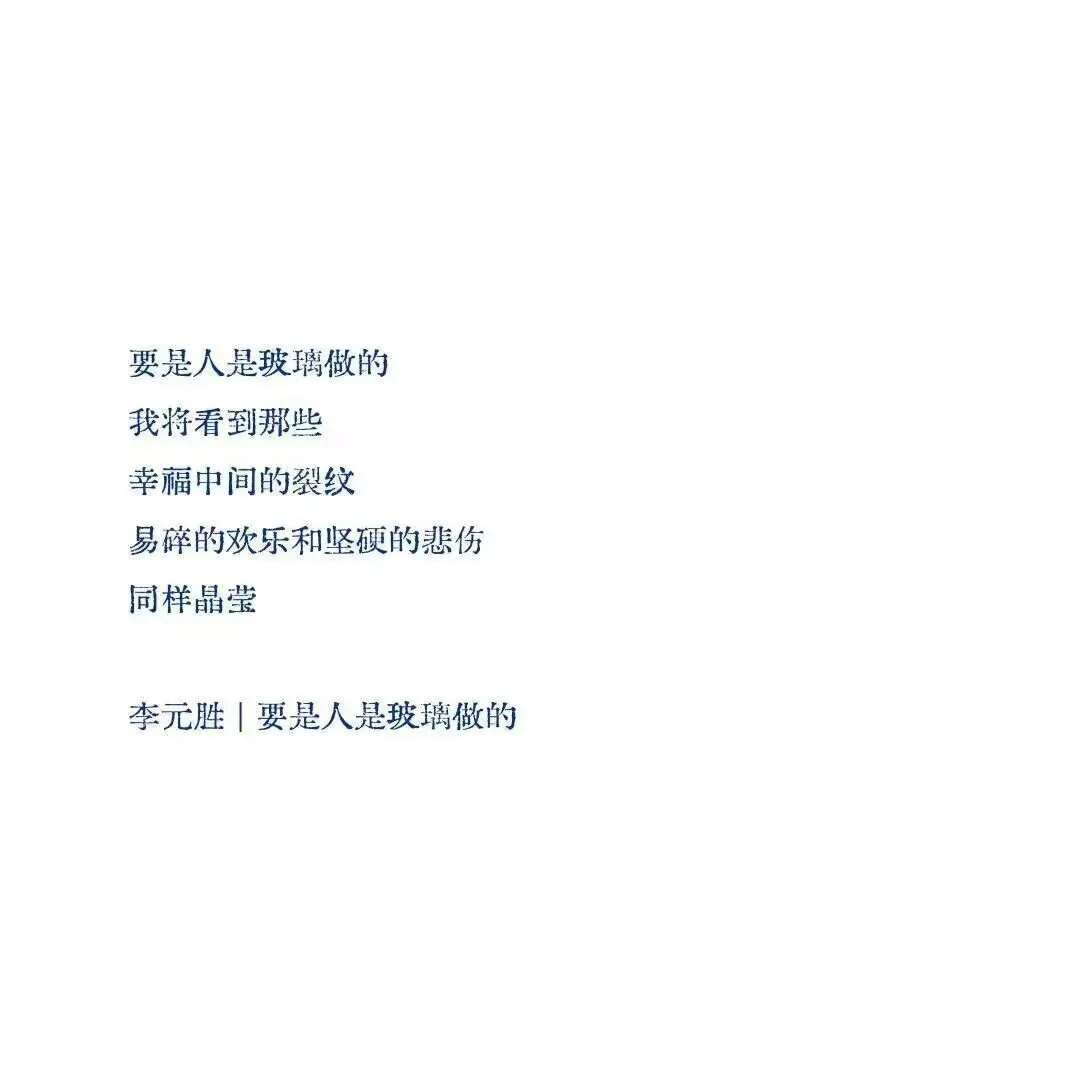 要是人是玻璃做的
我将看到那些
幸福中间的裂纹
易碎的欢乐和坚硬的悲伤
同样晶莹
李元胜｜要是人是玻璃做的